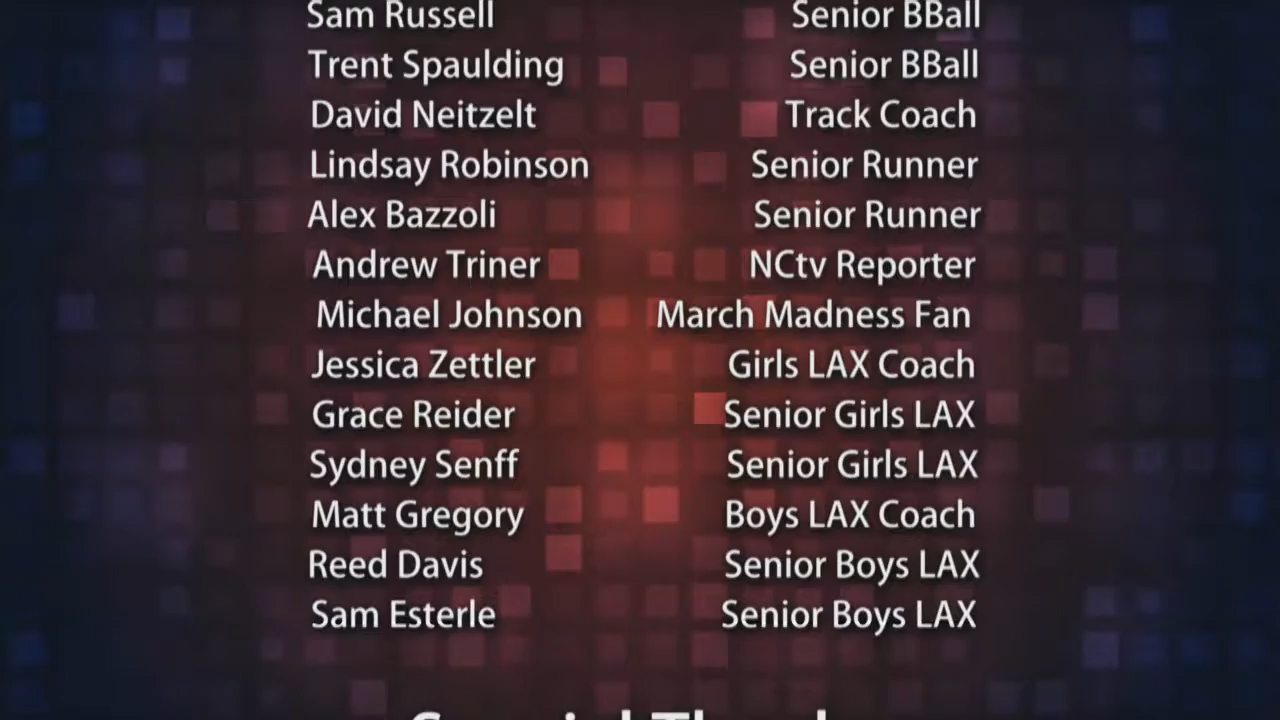 Sam Russell Senior BBall
Trent Spaulding Senior BBall
David Neitzelt Track Coach
Lindsay Robinson Senior Runner
Alex Bazzoli Senior Runner
Andrew Triner NCtv Reporter
Michael Johnson March Madness Fan
Jessica Zettler Girls LAX Coach
Grace Reider Senior Girls LAX
Sydney Senff Senior Girls LAX
Matt Gregory Boys LAX Coach
Reed Davis Senior Boys LAX
Sam Esterle Senior Boys LAX